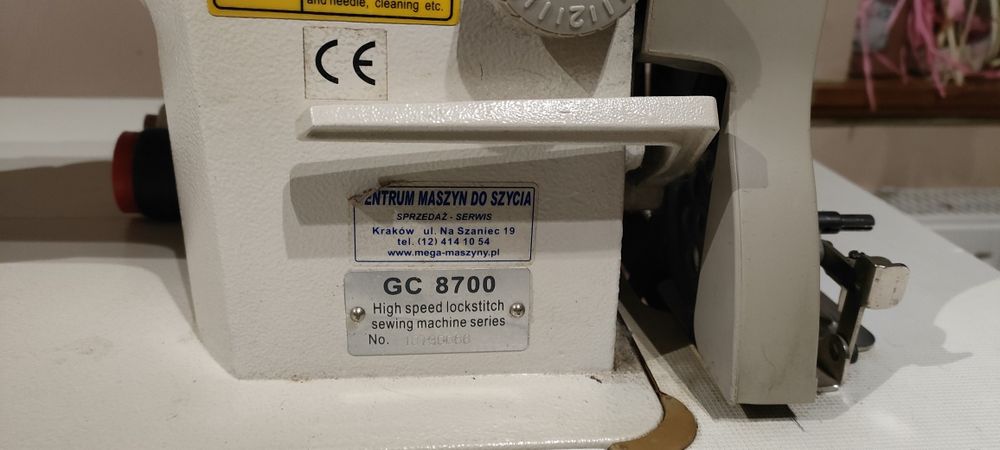 and needle, cleaning etc.
2
CE
ENTRUM MASZYN DO SZYCIA
SPRZEDAŻ - SERWIS
Kraków ul. Na Szaniec 19
tel. (12) 414 10 54
www.mega-maszyny.pl
GC 8700
High speed lockstitch
sewing machine series
No.